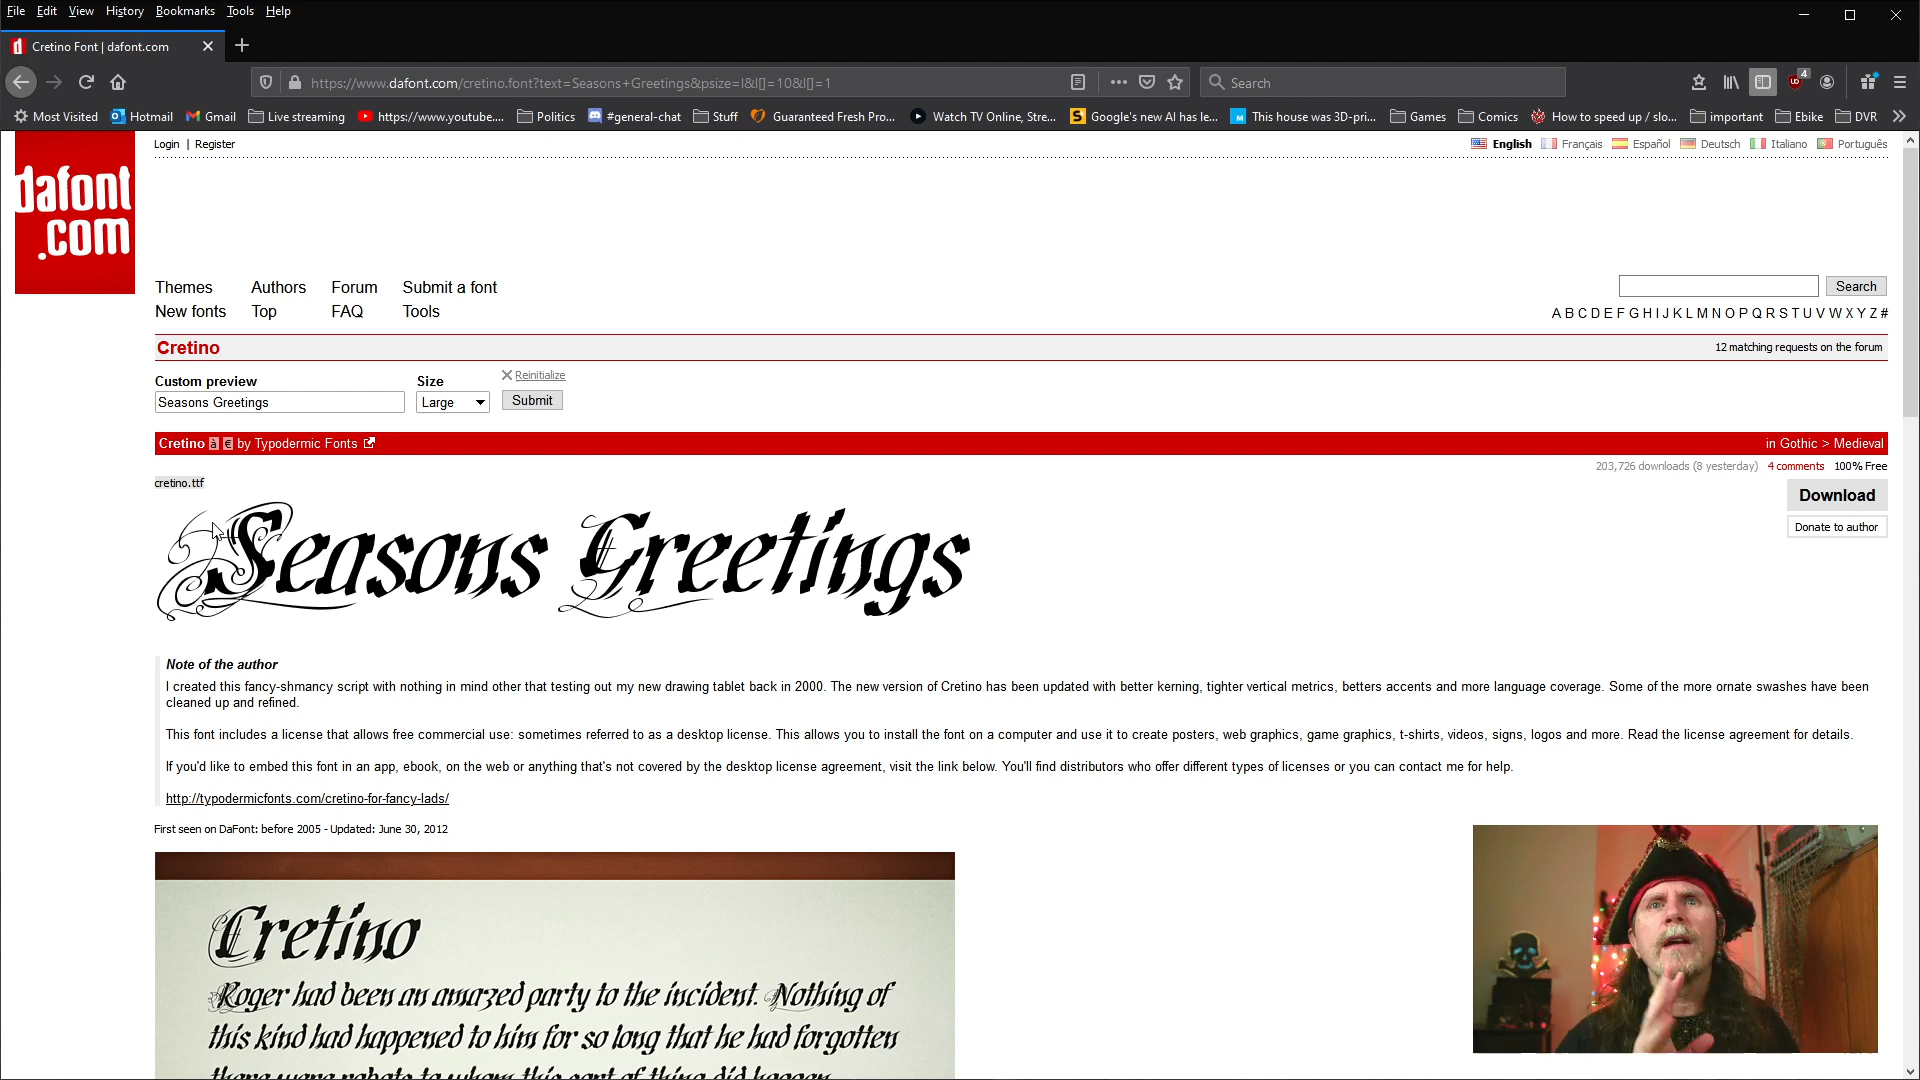 File Edit View History Bookmarks Tools Help
Cretino Font | dafont.com
https://www.dafont.com/cretino.font?text=Seasons+Greetings&psize=l&l[]=10&l[]=1
Search
4
Most Visited Hotmail Gmail Live streaming https://www.youtube.... Politics #general-chat Stuff Guaranteed Fresh Pro... Watch TV Online, Stre... Google's new AI has le... This house was 3D-pri... Games Comics How to speed up / slo... important Ebike DVR
dafont
.com
Login | Register
English Français Español Deutsch Italiano Português
Themes Authors Forum Submit a font
Search
New fonts Top FAQ Tools
A B C D E F G H I J K L M N O P Q R S T U V W X Y Z #
Cretino
12 matching requests on the forum
Custom preview Size Reinitialize
Seasons Greetings Large Submit
Cretino à € by Typodermic Fonts
in Gothic > Medieval
203,726 downloads (8 yesterday) 4 comments 100% Free
cretino.ttf
Download
Donate to author
Seasons Greetings
Note of the author
I created this fancy-shmancy script with nothing in mind other that testing out my new drawing tablet back in 2000. The new version of Cretino has been updated with better kerning, tighter vertical metrics, betters accents and more language coverage. Some of the more ornate swashes have been
cleaned up and refined.
This font includes a license that allows free commercial use: sometimes referred to as a desktop license. This allows you to install the font on a computer and use it to create posters, web graphics, game graphics, t-shirts, videos, signs, logos and more. Read the license agreement for details.
If you'd like to embed this font in an app, ebook, on the web or anything that's not covered by the desktop license agreement, visit the link below. You'll find distributors who offer different types of licenses or you can contact me for help.
http://typodermicfonts.com/cretino-for-fancy-lads/
First seen on DaFont: before 2005 - Updated: June 30, 2012
Cretino
Roger had been an amazed party to the incident. Nothing of
this kind had happened to him for so long that he had forgotten
there were robots to whom this sort of thing did happen